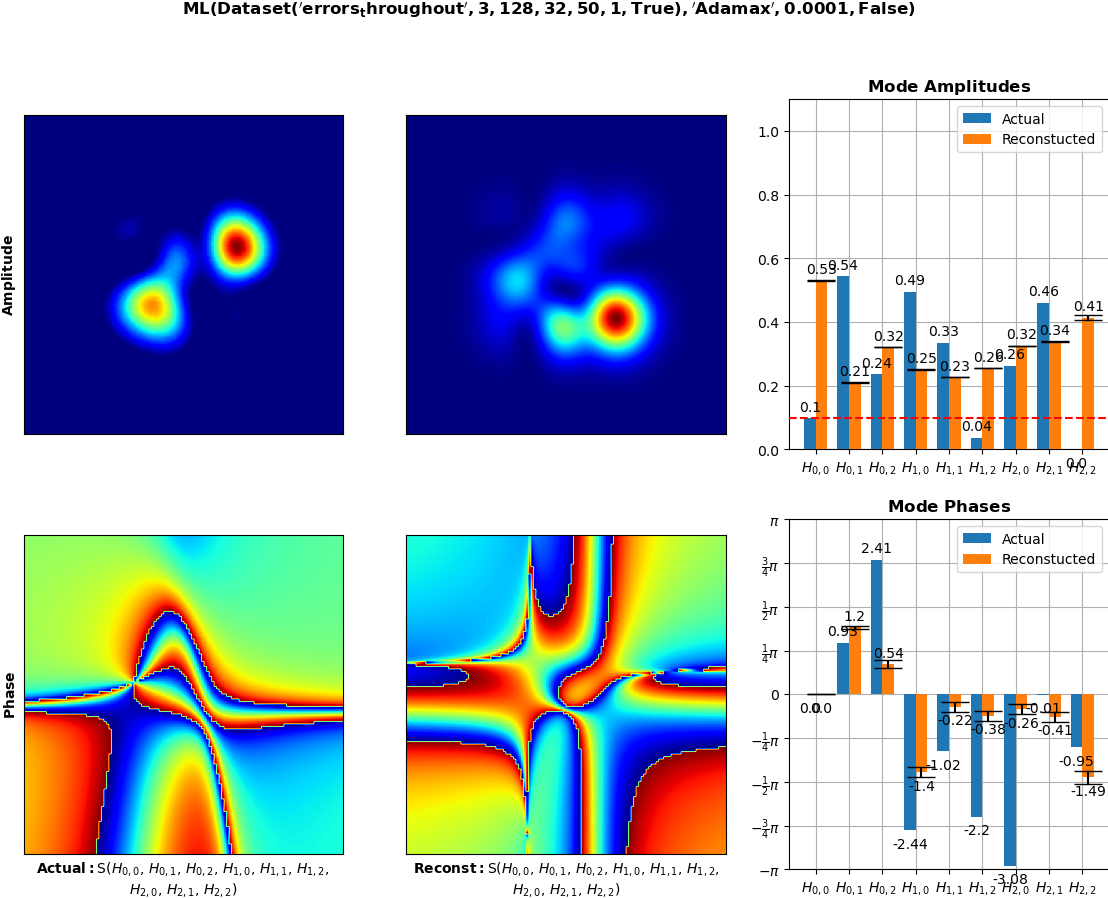 ML(Dataset('errors_throughout', 3, 128, 32, 50, 1, True), 'Adamax', 0.0001, False)
Amplitude
Mode Amplitudes
Actual
Reconstucted
1.0
0.8
0.6
0.4
0.2
0.0
0.1
0.53
0.54
0.21
0.24
0.32
0.49
0.25
0.33
0.23
0.04
0.26
0.26
0.32
0.46
0.34
0.0
0.41
H0,0 H0,1 H0,2 H1,0 H1,1 H1,2 H2,0 H2,1 H2,2
Phase
Mode Phases
Actual
Reconstucted
π
3/4π
1/2π
1/4π
0
−1/4π
−1/2π
−3/4π
−π
0.0
0.0
0.93
1.2
2.41
0.54
-2.44
-1.4
-1.02
-0.22
-2.2
-0.38
-3.08
-0.26
-0.01
-0.41
-0.95
-1.49
H0,0 H0,1 H0,2 H1,0 H1,1 H1,2 H2,0 H2,1 H2,2
Actual: S(H0,0, H0,1, H0,2, H1,0, H1,1, H1,2,
H2,0, H2,1, H2,2)
Reconst: S(H0,0, H0,1, H0,2, H1,0, H1,1, H1,2,
H2,0, H2,1, H2,2)